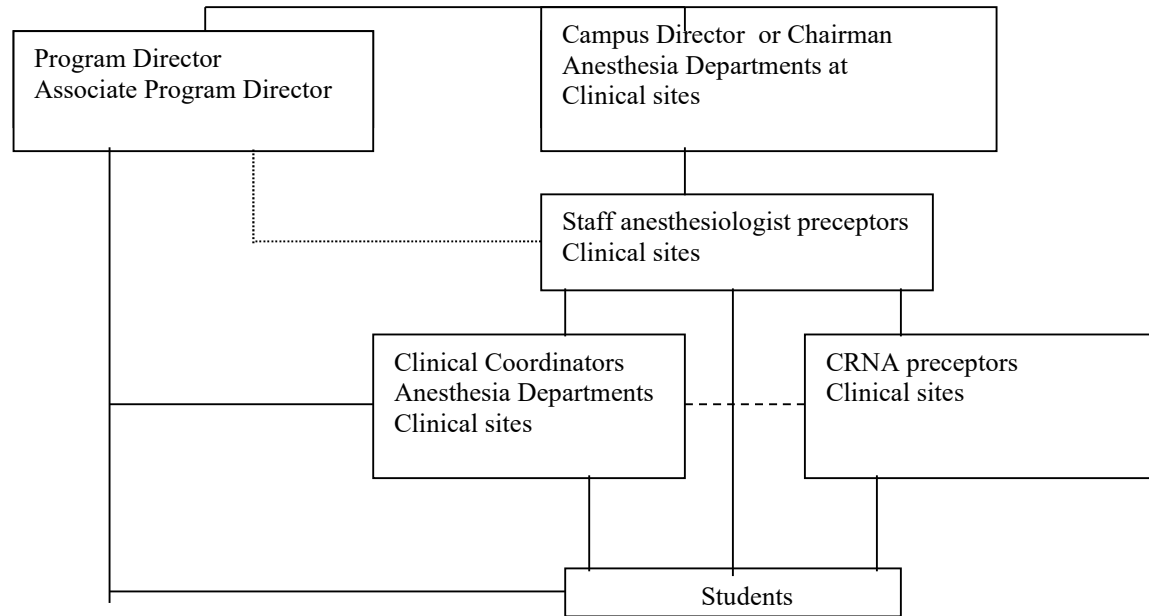 Program Director
Associate Program Director
Campus Director or Chairman
Anesthesia Departments at
Clinical sites
Staff anesthesiologist preceptors
Clinical sites
Clinical Coordinators
Anesthesia Departments
Clinical sites
CRNA preceptors
Clinical sites
Students